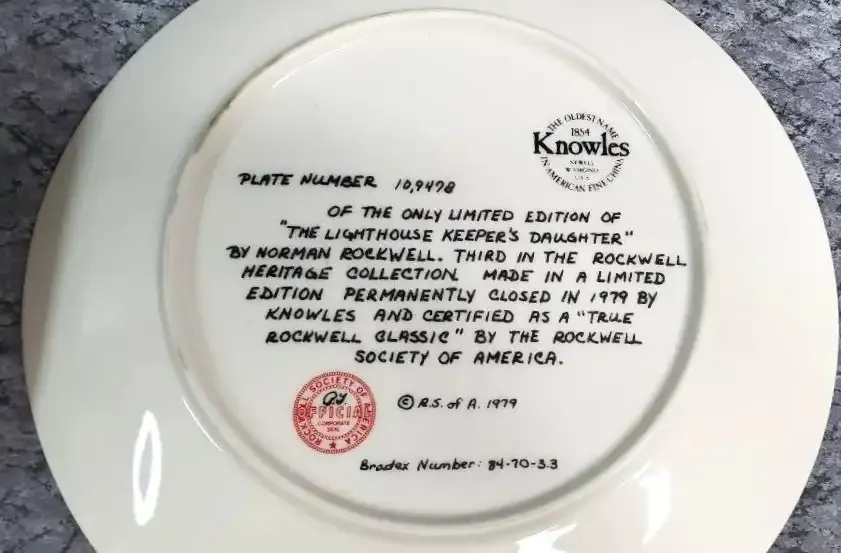 THE OLDEST NAME
1854
Knowles
NEWELL
W. VIRGINIA
U.S.A.
IN AMERICAN FINE CHINA
PLATE NUMBER 10,9478
OF THE ONLY LIMITED EDITION OF
"THE LIGHTHOUSE KEEPER'S DAUGHTER"
BY NORMAN ROCKWELL. THIRD IN THE ROCKWELL
HERITAGE COLLECTION. MADE IN A LIMITED
EDITION PERMANENTLY CLOSED IN 1979 BY
KNOWLES AND CERTIFIED AS A "TRUE
ROCKWELL CLASSIC" BY THE ROCKWELL
SOCIETY OF AMERICA.
ROCKWELL SOCIETY OF AMERICA
OFFICIAL
CORPORATE
SEAL
© R.S. of A. 1979
Bradex Number: 84-70-3.3